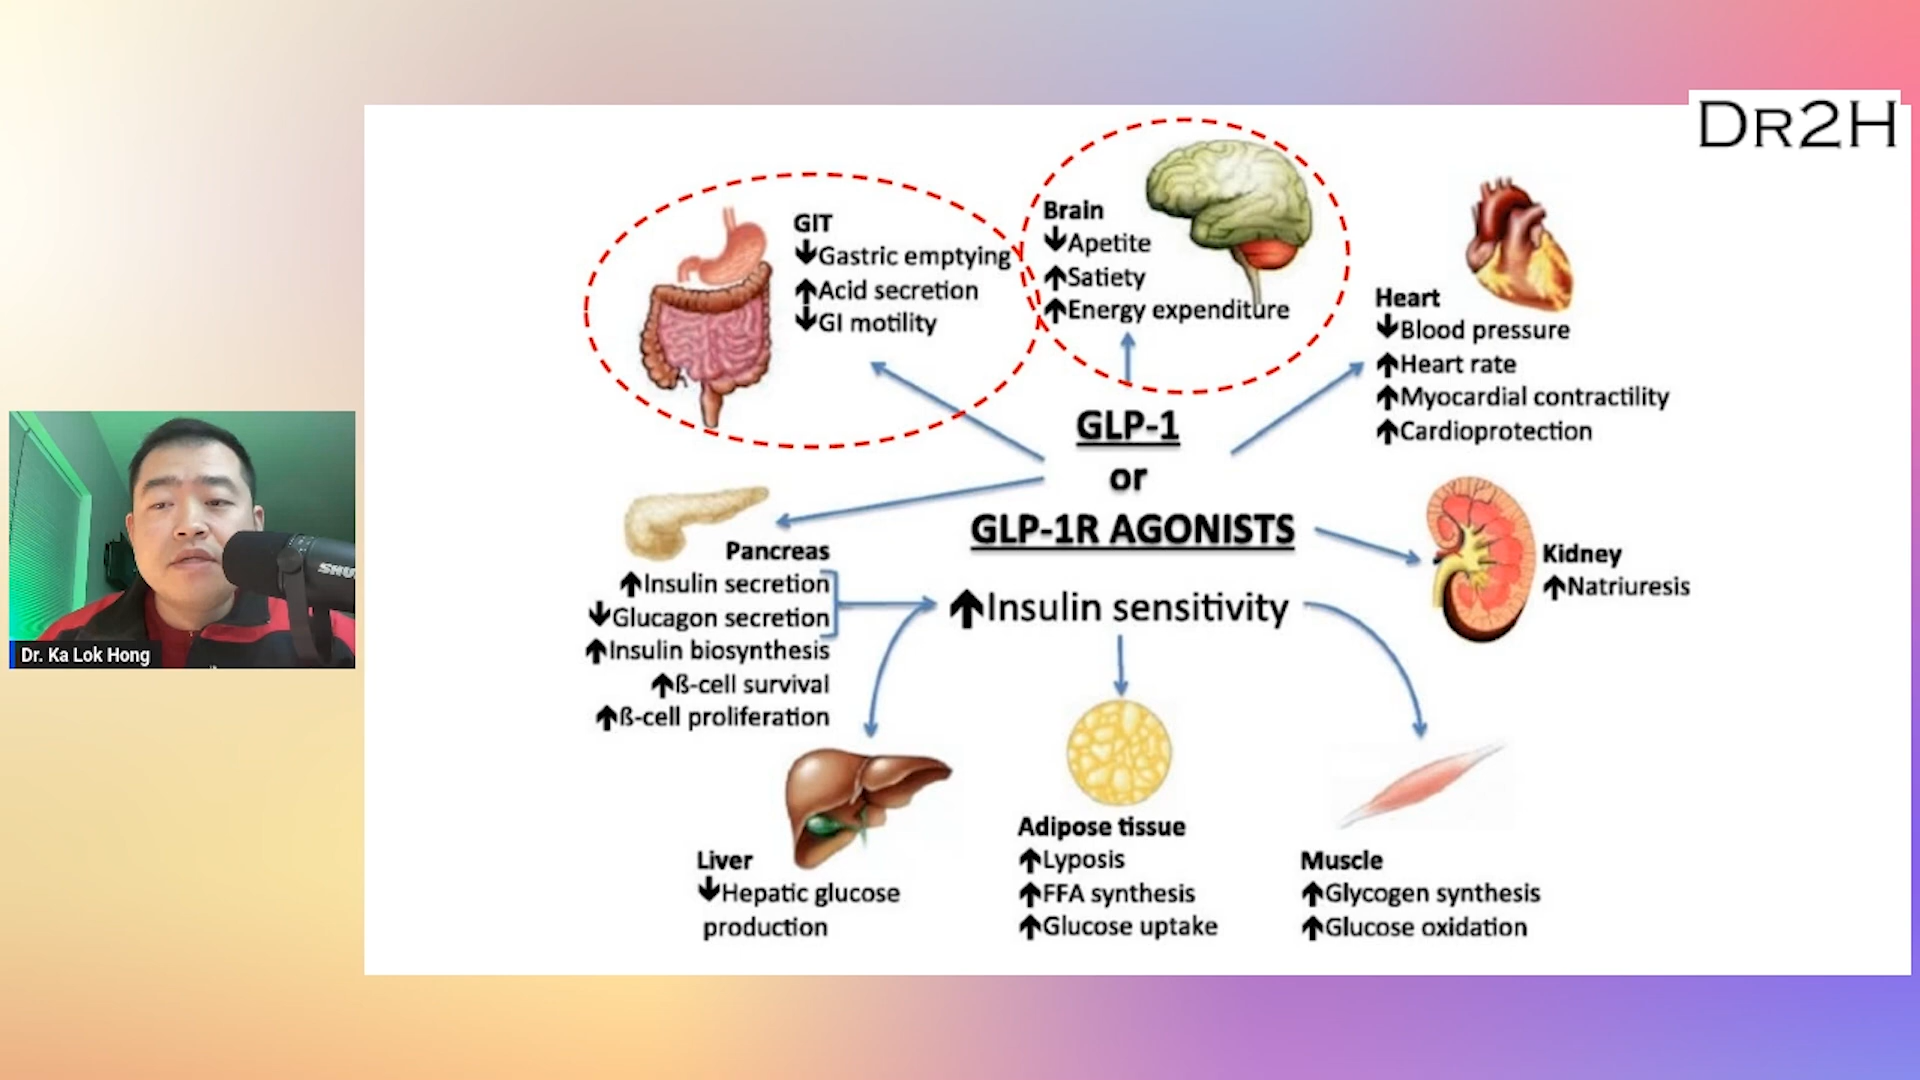 DR2H
GIT
↓Gastric emptying
↑Acid secretion
↓GI motility
Brain
↓Apetite
↑Satiety
↑Energy expenditure
Heart
↓Blood pressure
↑Heart rate
↑Myocardial contractility
↑Cardioprotection
GLP-1
or
GLP-1R AGONISTS
↑Insulin sensitivity
Pancreas
↑Insulin secretion
↓Glucagon secretion
↑Insulin biosynthesis
↑ß-cell survival
↑ß-cell proliferation
Kidney
↑Natriuresis
Liver
↓Hepatic glucose
production
Adipose tissue
↑Lyposis
↑FFA synthesis
↑Glucose uptake
Muscle
↑Glycogen synthesis
↑Glucose oxidation
SHU
Dr. Ka Lok Hong